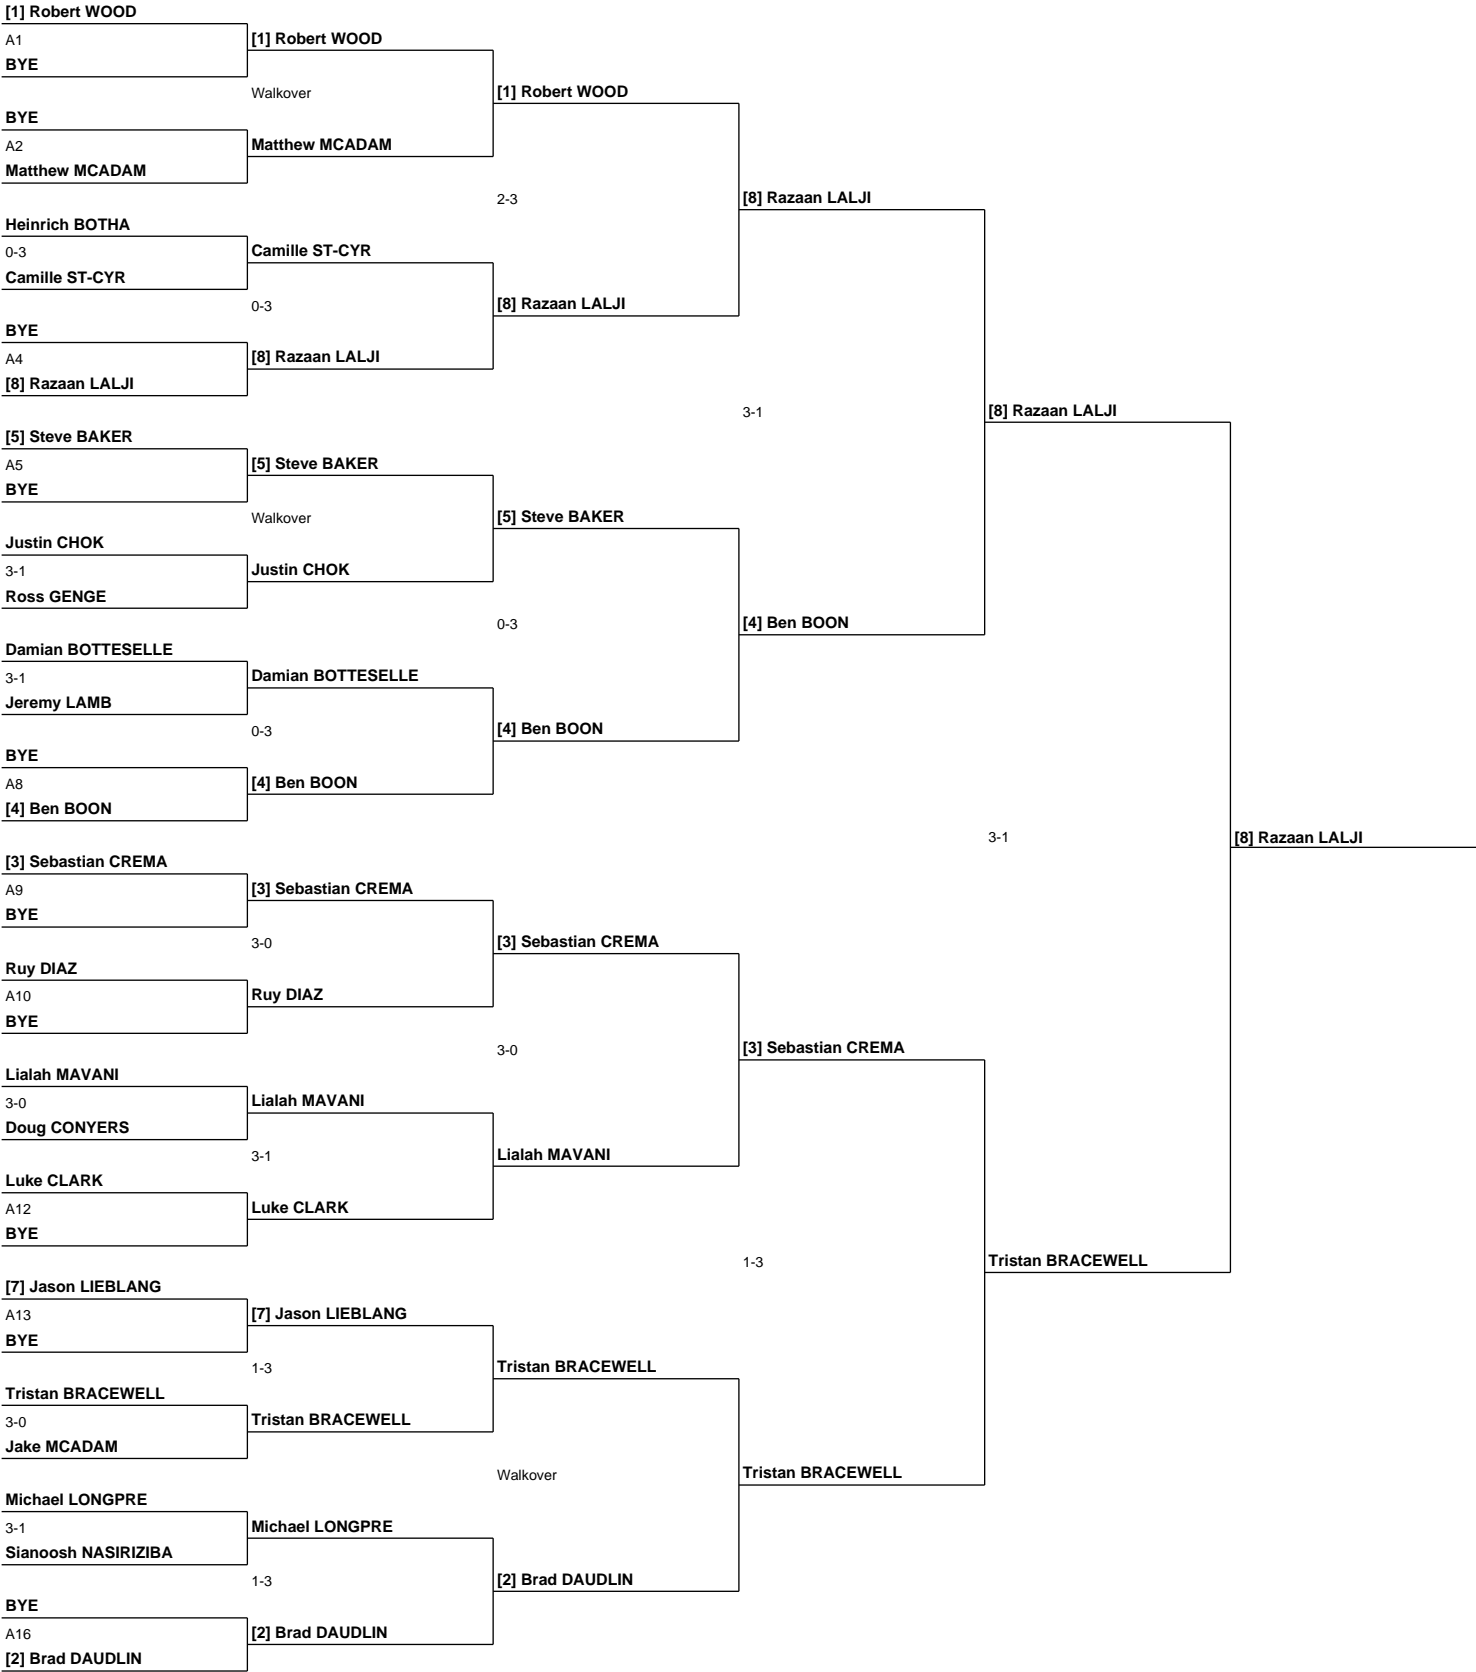 [1] Robert WOOD
A1
[1] Robert WOOD
BYE
Walkover
[1] Robert WOOD
BYE
A2
Matthew MCADAM
Matthew MCADAM
2-3
[8] Razaan LALJI
Heinrich BOTHA
0-3
Camille ST-CYR
Camille ST-CYR
0-3
[8] Razaan LALJI
BYE
A4
[8] Razaan LALJI
[8] Razaan LALJI
3-1
[8] Razaan LALJI
[5] Steve BAKER
A5
[5] Steve BAKER
BYE
Walkover
[5] Steve BAKER
Justin CHOK
3-1
Justin CHOK
Ross GENGE
0-3
[4] Ben BOON
Damian BOTTESELLE
3-1
Damian BOTTESELLE
Jeremy LAMB
0-3
[4] Ben BOON
BYE
A8
[4] Ben BOON
[4] Ben BOON
3-1
[8] Razaan LALJI
[3] Sebastian CREMA
A9
[3] Sebastian CREMA
BYE
3-0
[3] Sebastian CREMA
Ruy DIAZ
A10
Ruy DIAZ
BYE
3-0
[3] Sebastian CREMA
Lialah MAVANI
3-0
Lialah MAVANI
Doug CONYERS
3-1
Lialah MAVANI
Luke CLARK
A12
Luke CLARK
BYE
1-3
Tristan BRACEWELL
[7] Jason LIEBLANG
A13
[7] Jason LIEBLANG
BYE
1-3
Tristan BRACEWELL
Tristan BRACEWELL
3-0
Tristan BRACEWELL
Jake MCADAM
Walkover
Tristan BRACEWELL
Michael LONGPRE
3-1
Michael LONGPRE
Sianoosh NASIRIZIBA
1-3
[2] Brad DAUDLIN
BYE
A16
[2] Brad DAUDLIN
[2] Brad DAUDLIN